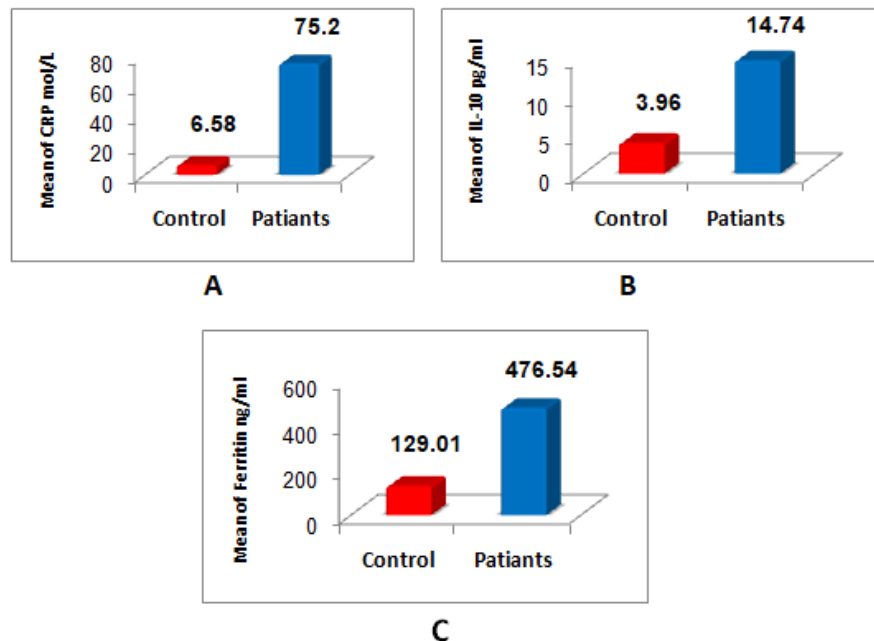 Mean of CRP mol/L
80
60
40
20
0
6.58
75.2
Control Patiants
A
Mean of IL-10 pg/ml
15
10
5
0
3.96
14.74
Control Patiants
B
Mean of Ferritin ng/ml
600
400
200
0
129.01
476.54
Control Patiants
C